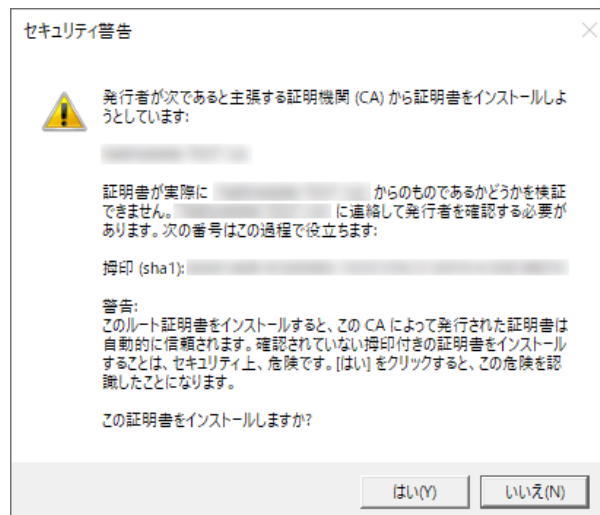 セキュリティ警告
発行者が次であると主張する証明機関 (CA) から証明書をインストールしよ
うとしています:
証明書が実際に からのものであるかどうかを検証
できません。 に連絡して発行者を確認する必要が
あります。次の番号はこの過程で役立ちます:
拇印 (sha1):
警告:
このルート証明書をインストールすると、この CA によって発行された証明書は
自動的に信頼されます。確認されていない拇印付きの証明書をインストール
することは、セキュリティ上、危険です。[はい] をクリックすると、この危険を認
識したことになります。
この証明書をインストールしますか?
はい(Y)
いいえ(N)